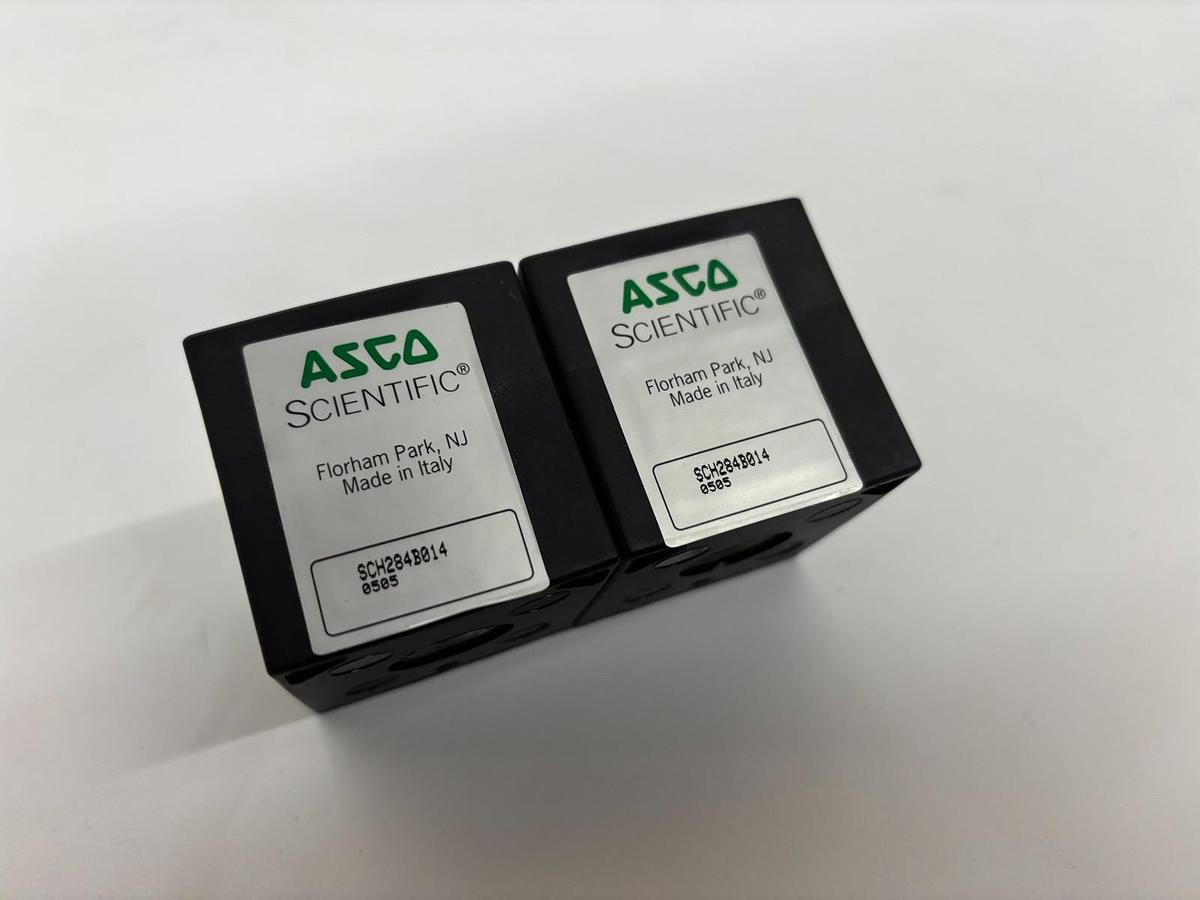 ASCO
SCIENTIFIC®
Florham Park, NJ
Made in Italy
SCH284B014
0505
ASCO
SCIENTIFIC®
Florham Park, NJ
Made in Italy
SCH284B014
0505